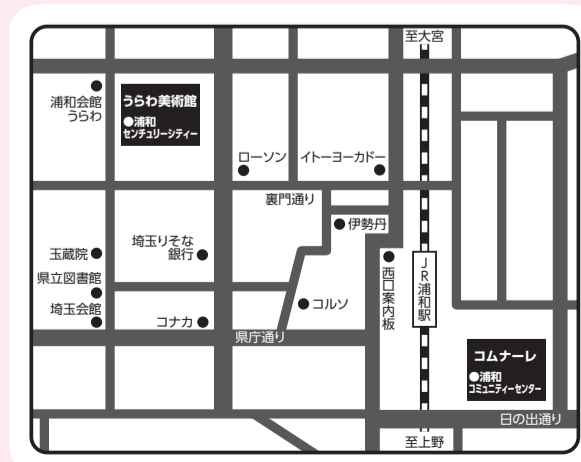 至大宮
浦和会館
うらわ
うらわ美術館
●浦和
センチュリーシティー
ローソン
イトーヨーカドー
裏門通り
伊勢丹
玉蔵院
埼玉りそな
銀行
県立図書館
埼玉会館
コナカ
コルソ
西口案内板
JR浦和駅
県庁通り
コムナーレ
●浦和
コミュニティーセンター
日の出通り
至上野